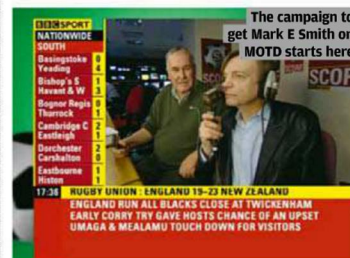 The campaign to
get Mark E Smith on
MOTD starts here
BBC SPORT
NATIONWIDE
SOUTH
Basingstoke 0
Yeading 4
Bishop's S 1
Havant & W 3
Bognor Regis 0
Thurrock 1
Cambridge C 2
Eastleigh 1
Dorchester 2
Carshalton 0
Eastbourne 1
Histon 1
17:38 RUGBY UNION : ENGLAND 19-23 NEW ZEALAND
ENGLAND RUN ALL BLACKS CLOSE AT TWICKENHAM
EARLY CORRY TRY GAVE HOSTS CHANCE OF AN UPSET
UMAGA & MEALAMU TOUCH DOWN FOR VISITORS